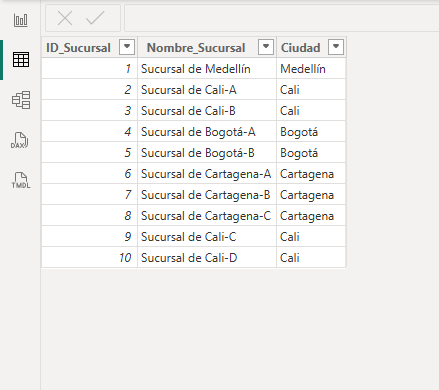 ID_Sucursal Nombre_Sucursal Ciudad
1 Sucursal de Medellín Medellín
2 Sucursal de Cali-A Cali
3 Sucursal de Cali-B Cali
4 Sucursal de Bogotá-A Bogotá
5 Sucursal de Bogotá-B Bogotá
6 Sucursal de Cartagena-A Cartagena
7 Sucursal de Cartagena-B Cartagena
8 Sucursal de Cartagena-C Cartagena
9 Sucursal de Cali-C Cali
10 Sucursal de Cali-D Cali
DAX
TMDL